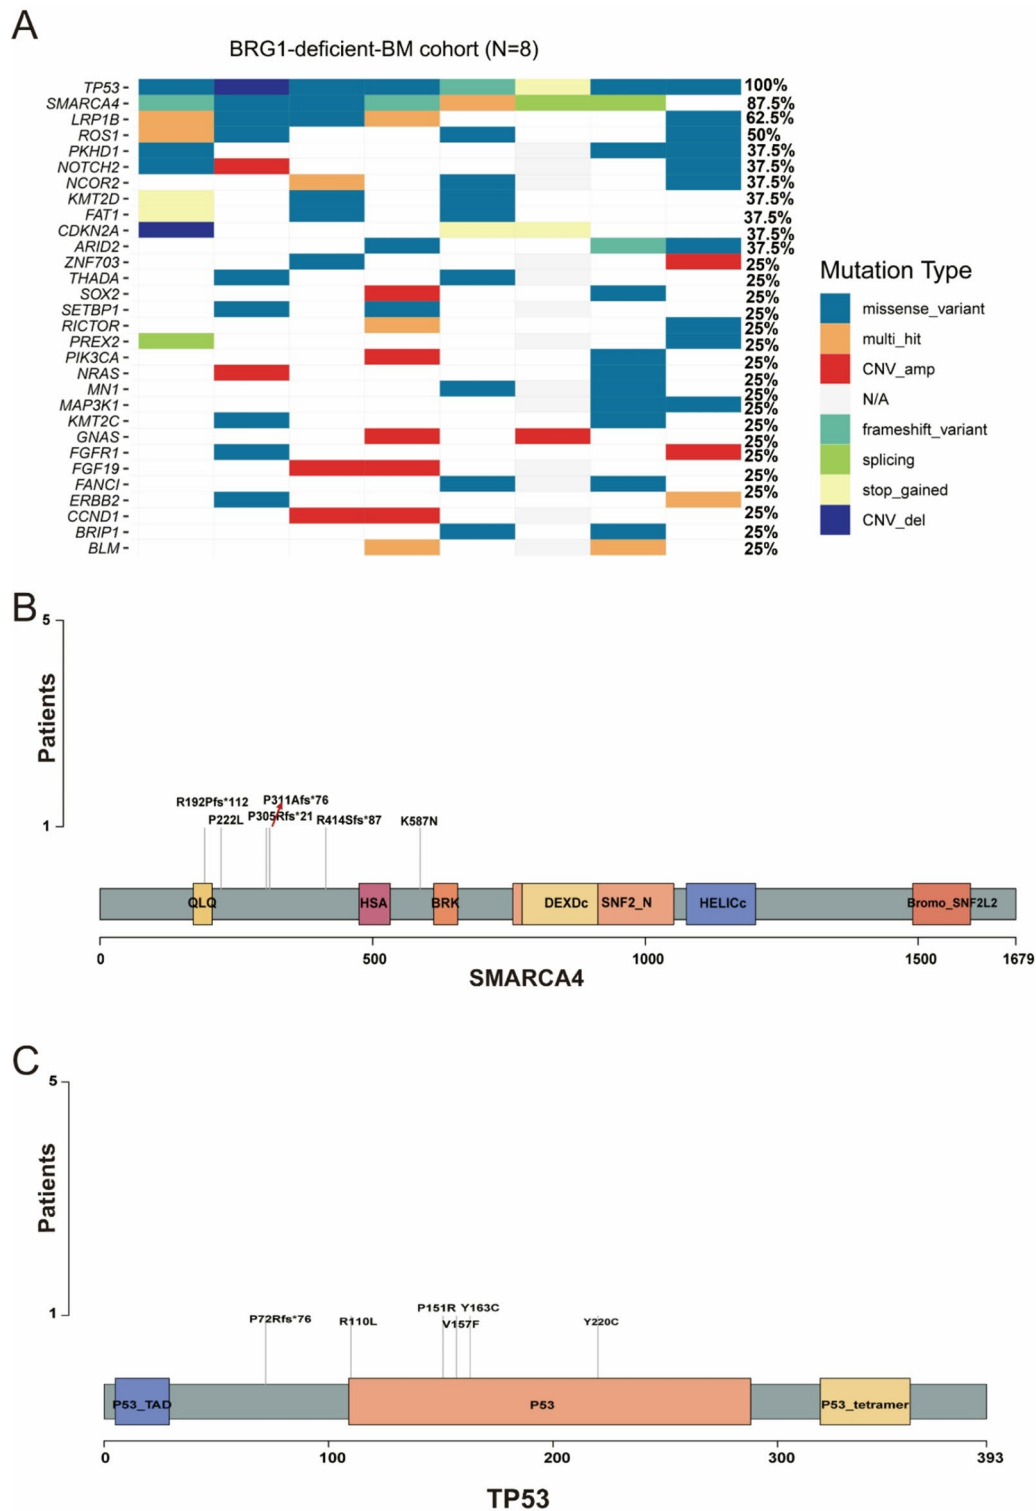 A
BRG1-deficient-BM cohort (N=8)
TP53 100%
SMARCA4 87.5%
LRP1B 62.5%
ROS1 50%
PKHD1 37.5%
NOTCH2 37.5%
NCOR2 37.5%
KMT2D 37.5%
FAT1 37.5%
CDKN2A 37.5%
ARID2 37.5%
ZNF703 25%
THADA 25%
SOX2 25%
SETBP1 25%
RICTOR 25%
PREX2 25%
PIK3CA 25%
NRAS 25%
MN1 25%
MAP3K1 25%
KMT2C 25%
GNAS 25%
FGFR1 25%
FGF19 25%
FANCI 25%
ERBB2 25%
CCND1 25%
BRIP1 25%
BLM 25%
Mutation Type
missense_variant
multi_hit
CNV_amp
N/A
frameshift_variant
splicing
stop_gained
CNV_del
B
5
Patients
1
R192Pfs*112 P311Afs*76
P222L P305Rfs*21 R414Sfs*87 K587N
QLQ HSA BRK DEXDc SNF2_N HELICc Bromo_SNF2L2
0 500 1000 1500 1679
SMARCA4
C
5
Patients
1
P151R Y163C
P72Rfs*76 R110L V157F Y220C
P53_TAD P53 P53_tetramer
0 100 200 300 393
TP53